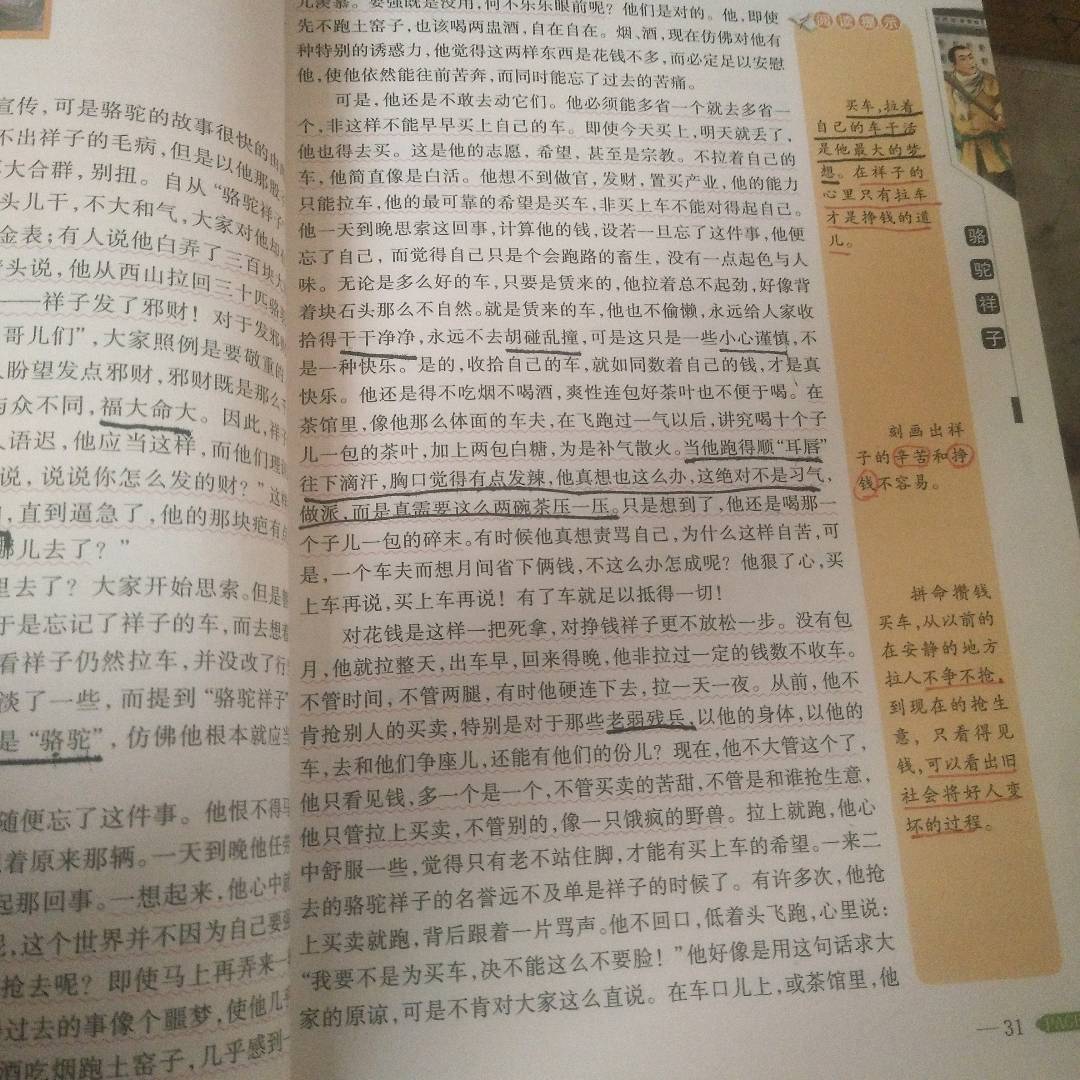 宣传，可是骆驼的故事很快的由
不出祥子的毛病，但是以他那股
大合群，别扭。自从“骆驼祥子
头儿干，不大和气，大家对他却
金表；有人说他白弄了三百块大
头说，他从西山拉回三十匹骆
——祥子发了邪财！对于发邪
哥儿们”，大家照例是要敬重的
人盼望发点邪财，邪财既是那么
与众不同，福大命大。因此，祥
人语迟，他应当这样，而他们理
说，说说你怎么发的财？”这样
，直到逼急了，他的那块疤有
那儿去了？”
里去了？大家开始思索。但是
于是忘记了祥子的车，而去想
看祥子仍然拉车，并没改了行
淡了一些，而提到“骆驼祥子”
是“骆驼”，仿佛他根本就应当
随便忘了这件事。他恨不得马
着原来那辆。一天到晚他任
起那回事。一想起来，他心中
呢，这个世界并不因为自己要强
抢去呢？即使马上再弄来一
过去的事像个噩梦，使他几乎
酒吃烟跑土窑子，几乎感到一
儿羡慕。要强既是没用，何不乐乐眼前呢？他们是对的。他，即使
先不跑土窑子，也该喝两盅酒，自在自在。烟、酒，现在仿佛对他有
种特别的诱惑力，他觉得这两样东西是花钱不多，而必定足以安慰
他，使他依然能往前苦奔，而同时能忘了过去的苦痛。
可是，他还是不敢去动它们。他必须能多省一个就去多省一
个，非这样不能早早买上自己的车。即使今天买上，明天就丢了，
他也得去买。这是他的志愿，希望，甚至是宗教。不拉着自己的
车，他简直像是白活。他想不到做官，发财，置买产业，他的能力
只能拉车，他的最可靠的希望是买车，非买上车不能对得起自己。
他一天到晚思索这回事，计算他的钱，设若一旦忘了这件事，他便
忘了自己，而觉得自己只是个会跑路的畜生，没有一点起色与人
味。无论是多么好的车，只要是赁来的，他拉着总不起劲，好像背
着块石头那么不自然。就是赁来的车，他也不偷懒，永远给人家收
拾得干干净净，永远不去胡碰乱撞，可是这只是一些小心谨慎，不
是一种快乐。是的，收拾自己的车，就如同数着自己的钱，才是真
快乐。他还是得不吃烟不喝酒，爽性连包好茶叶也不便于喝。在
茶馆里，像他那么体面的车夫，在飞跑过一气以后，讲究喝十个子
儿一包的茶叶，加上两包白糖，为是补气散火。当他跑得顺“耳唇”
往下滴汗，胸口觉得有点发辣，他真想也这么办，这绝对不是习气，
做派，而是真需要这么两碗茶压一压。只是想到了，他还是喝那一
个子儿一包的碎末。有时候他真想责骂自己，为什么这样自苦，可
是，一个车夫而想月间省下俩钱，不这么办怎成呢？他狠了心，买
上车再说，买上车再说！有了车就足以抵得一切！
对花钱是这样一把死拿，对挣钱祥子更不放松一步。没有包
月，他就拉整天，出车早，回来得晚，他非拉过一定的钱数不收车。
不管时间，不管两腿，有时他硬连下去，拉一天一夜。从前，他不
肯抢别人的买卖，特别是对于那些老弱残兵，以他的身体，以他的
车，去和他们争座儿，还能有他们的份儿？现在，他不大管这个了，
他只看见钱，多一个是一个，不管买卖的苦甜，不管是和谁抢生意，
他只管拉上买卖，不管别的，像一只饿疯的野兽。拉上就跑，他心
中舒服一些，觉得只有老不站住脚，才能有买上车的希望。一来二
去的骆驼祥子的名誉远不及单是祥子的时候了。有许多次，他抢
上买卖就跑，背后跟着一片骂声。他不回口，低着头飞跑，心里说：
“我要不是为买车，决不能这么不要脸！”他好像是用这句话求大
家的原谅，可是不肯对大家这么直说。在车口儿上，或茶馆里，他
阅读提示
买车，拉着
自己的车干活
是他最大的梦
想。在祥子的
心里只有拉车
才是挣钱的道
儿。
刻画出祥
子的辛苦和挣
钱不容易。
拼命攒钱
买车，从以前的
在安静的地方
拉人不争不抢，
到现在的抢生
意，只看得见
钱，可以看出旧
社会将好人变
坏的过程。
骆
驼
祥
子
—31
PAGE